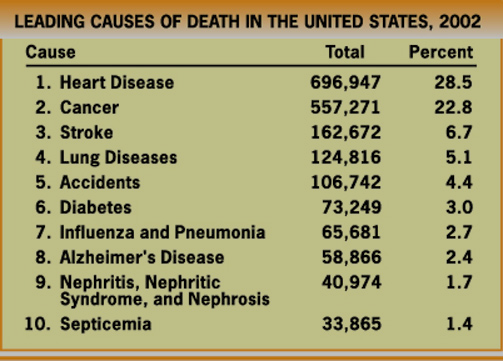 LEADING CAUSES OF DEATH IN THE UNITED STATES, 2002
Cause Total Percent
1. Heart Disease 696,947 28.5
2. Cancer 557,271 22.8
3. Stroke 162,672 6.7
4. Lung Diseases 124,816 5.1
5. Accidents 106,742 4.4
6. Diabetes 73,249 3.0
7. Influenza and Pneumonia 65,681 2.7
8. Alzheimer's Disease 58,866 2.4
9. Nephritis, Nephritic 40,974 1.7
Syndrome, and Nephrosis
10. Septicemia 33,865 1.4